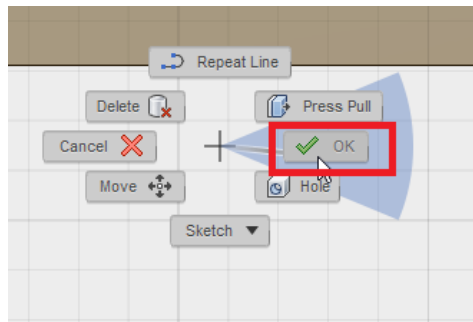 Repeat Line
Delete
Press Pull
Cancel
OK
Move
Hole
Sketch